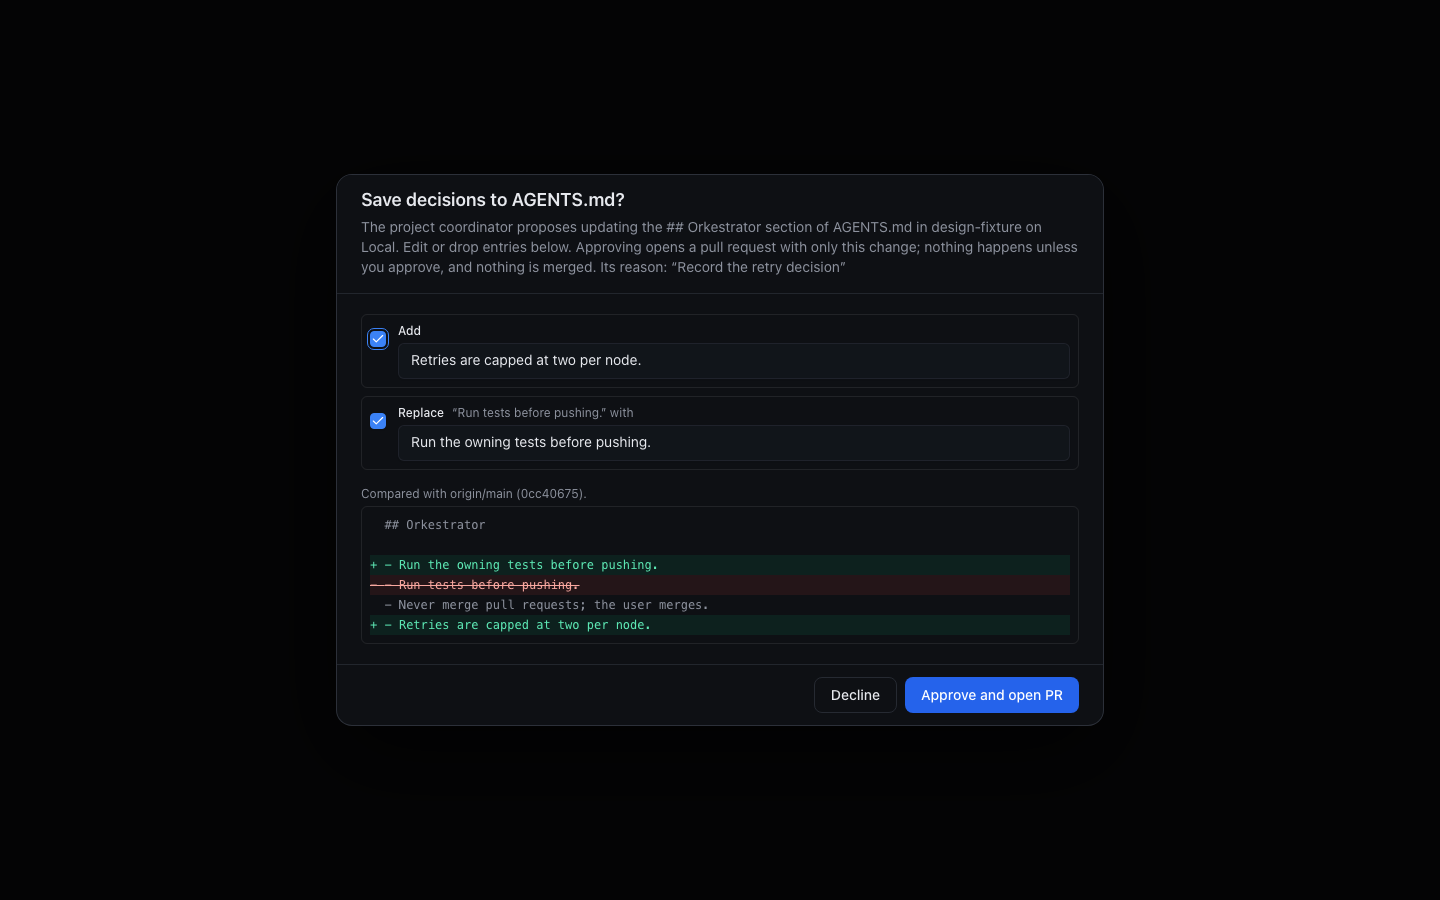 Save decisions to AGENTS.md?
The project coordinator proposes updating the ## Orkestrator section of AGENTS.md in design-fixture on
Local. Edit or drop entries below. Approving opens a pull request with only this change; nothing happens unless
you approve, and nothing is merged. Its reason: “Record the retry decision”
Add
Retries are capped at two per node.
Replace “Run tests before pushing.” with
Run the owning tests before pushing.
Compared with origin/main (0cc40675).
## Orkestrator
+ - Run the owning tests before pushing.
- - Run tests before pushing.
- Never merge pull requests; the user merges.
+ - Retries are capped at two per node.
Decline
Approve and open PR